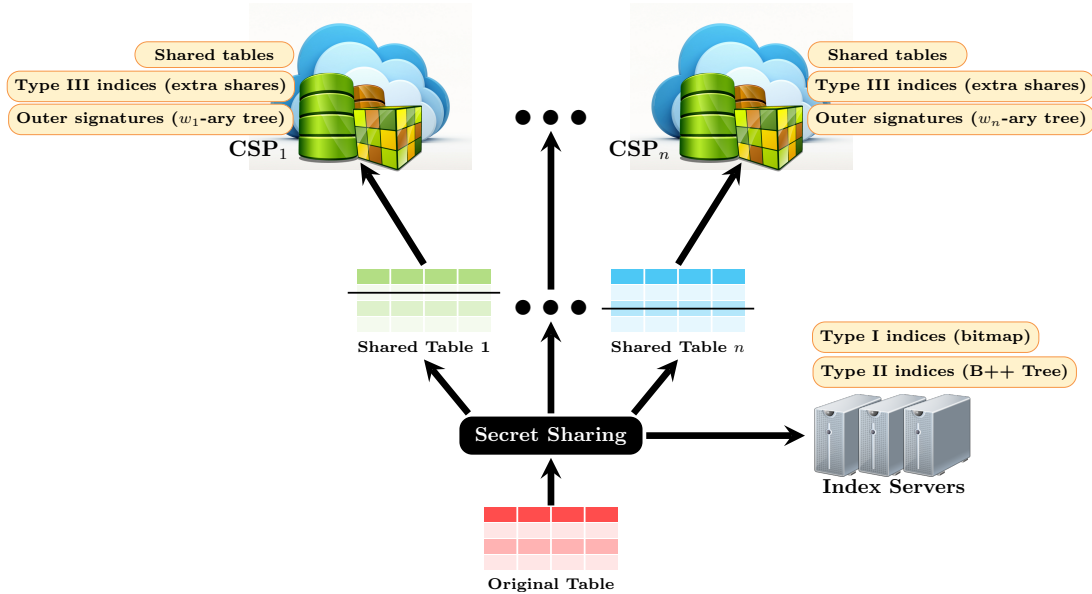 Shared tables
Type III indices (extra shares)
Outer signatures (w₁-ary tree)
CSP₁
Shared tables
Type III indices (extra shares)
Outer signatures (wₙ-ary tree)
CSPₙ
Shared Table 1
Shared Table n
Type I indices (bitmap)
Type II indices (B++ Tree)
Secret Sharing
Index Servers
Original Table